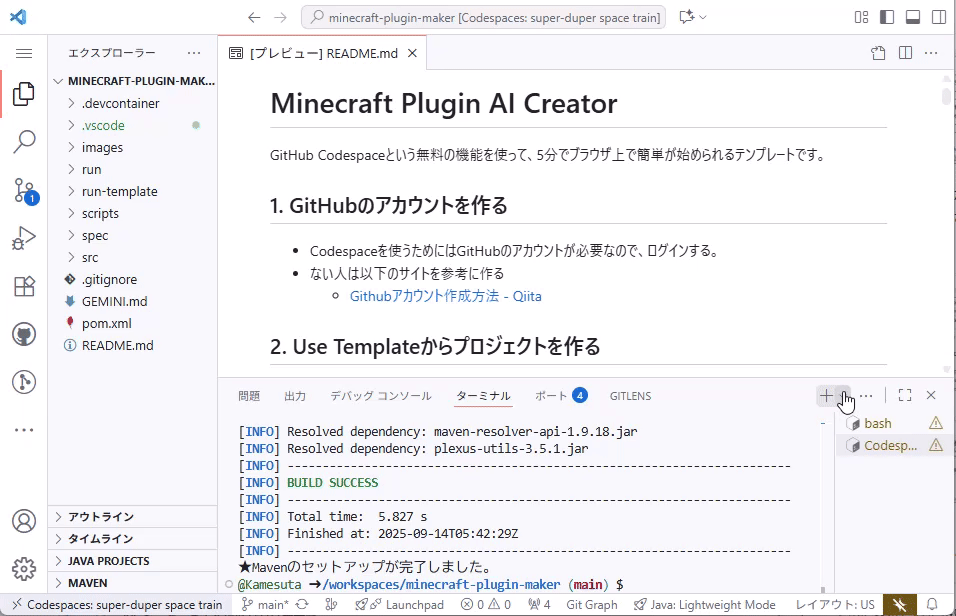 minecraft-plugin-maker [Codespaces: super-duper space train]
エクスプローラー
[プレビュー] README.md
MINECRAFT-PLUGIN-MAK...
.devcontainer
.vscode
images
run
run-template
scripts
spec
src
.gitignore
GEMINI.md
pom.xml
README.md
アウトライン
タイムライン
JAVA PROJECTS
MAVEN
1
Minecraft Plugin AI Creator
GitHub Codespaceという無料の機能を使って、5分でブラウザ上で簡単が始められるテンプレートです。
1. GitHubのアカウントを作る
Codespaceを使うためにはGitHubのアカウントが必要なので、ログインする。
ない人は以下のサイトを参考に作る
Githubアカウント作成方法 - Qiita
2. Use Templateからプロジェクトを作る
問題 出力 デバッグ コンソール ターミナル ポート 4 GITLENS
[INFO] Resolved dependency: maven-resolver-api-1.9.18.jar
[INFO] Resolved dependency: plexus-utils-3.5.1.jar
[INFO] ------------------------------------------------------------------------
[INFO] BUILD SUCCESS
[INFO] ------------------------------------------------------------------------
[INFO] Total time:  5.827 s
[INFO] Finished at: 2025-09-14T05:42:29Z
[INFO] ------------------------------------------------------------------------
★Mavenのセットアップが完了しました。
@Kamesuta ➜/workspaces/minecraft-plugin-maker (main) $
bash
Codesp...
Codespaces: super-duper space train main* Launchpad 0 0 4 Git Graph Java: Lightweight Mode レイアウト: US